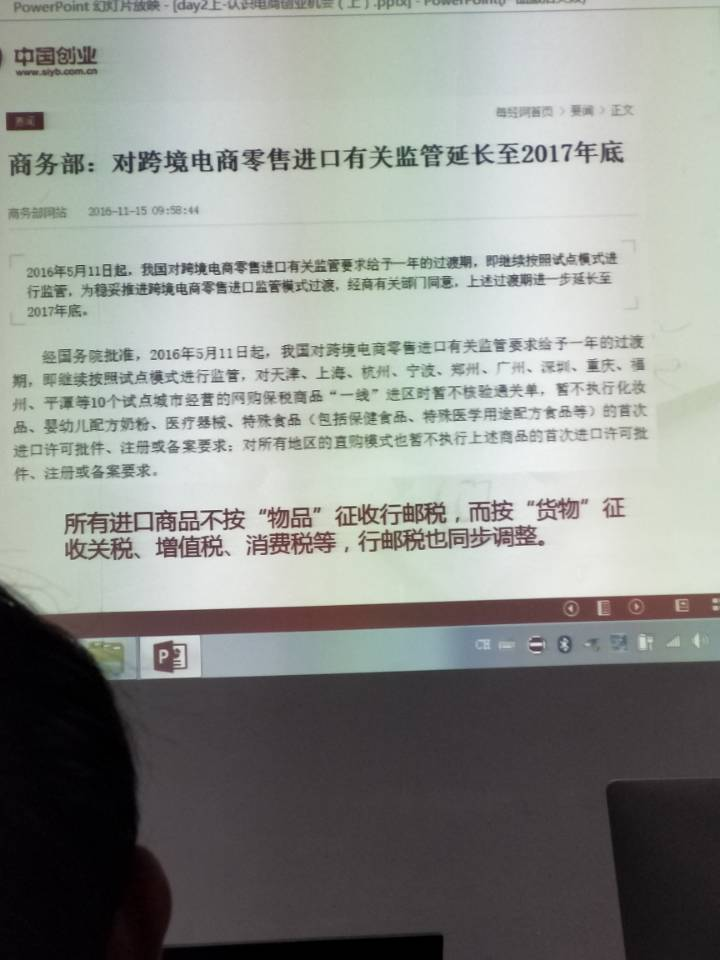 PowerPoint 幻灯片放映 - [day2上-认识电商创业机会（上）.pptx] - PowerPoint(
中国创业
www.siyb.com.cn
要闻
每经网首页 > 要闻 > 正文
商务部：对跨境电商零售进口有关监管延长至2017年底
商务部网站 2016-11-15 09:58:44
2016年5月11日起，我国对跨境电商零售进口有关监管要求给予一年的过渡期，即继续按照试点模式进
行监管，为稳妥推进跨境电商零售进口监管模式过渡，经商有关部门同意，上述过渡期进一步延长至
2017年底。
经国务院批准，2016年5月11日起，我国对跨境电商零售进口有关监管要求给予一年的过渡
期，即继续按照试点模式进行监管，对天津、上海、杭州、宁波、郑州、广州、深圳、重庆、福
州、平潭等10个试点城市经营的网购保税商品“一线”进区时暂不核验通关单，暂不执行化妆
品、婴幼儿配方奶粉、医疗器械、特殊食品（包括保健食品、特殊医学用途配方食品等）的首次
进口许可批件、注册或备案要求；对所有地区的直购模式也暂不执行上述商品的首次进口许可批
件、注册或备案要求。
所有进口商品不按“物品”征收行邮税，而按“货物”征
收关税、增值税、消费税等，行邮税也同步调整。
P
CH